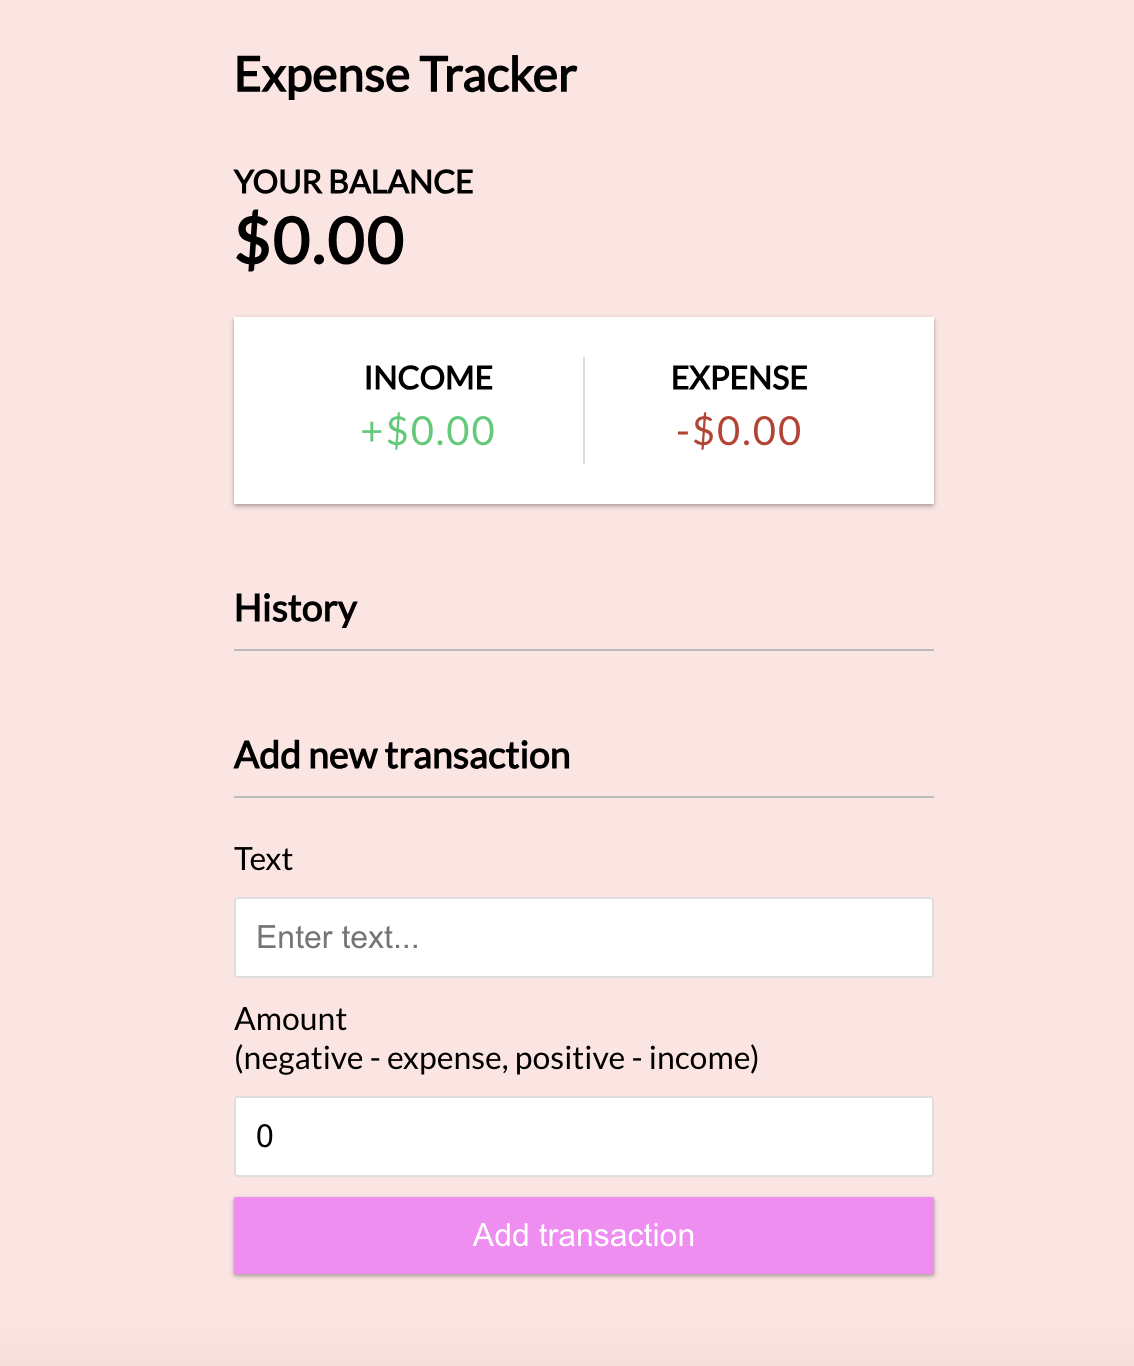 Expense Tracker
YOUR BALANCE
$0.00
INCOME
EXPENSE
+$0.00
-$0.00
History
Add new transaction
Text
Enter text...
Amount
(negative - expense, positive - income)
0
Add transaction